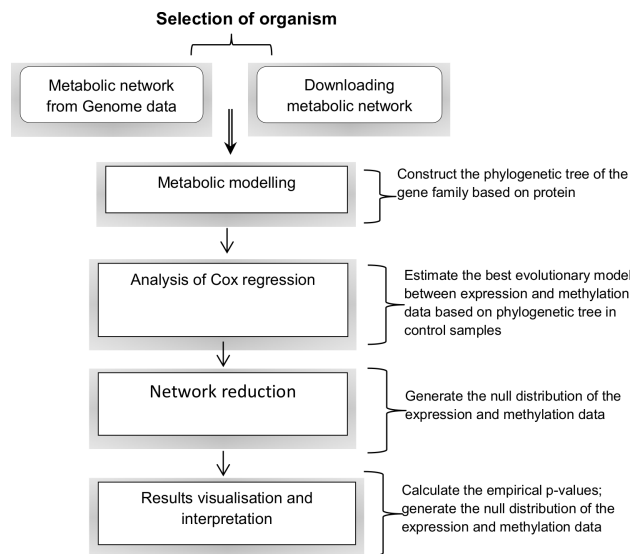 Selection of organism
Metabolic network
from Genome data
Downloading
metabolic network
Metabolic modelling
Construct the phylogenetic tree of the
gene family based on protein
Analysis of Cox regression
Estimate the best evolutionary model
between expression and methylation
data based on phylogenetic tree in
control samples
Network reduction
Generate the null distribution of the
expression and methylation data
Results visualisation and
interpretation
Calculate the empirical p-values;
generate the null distribution of the
expression and methylation data